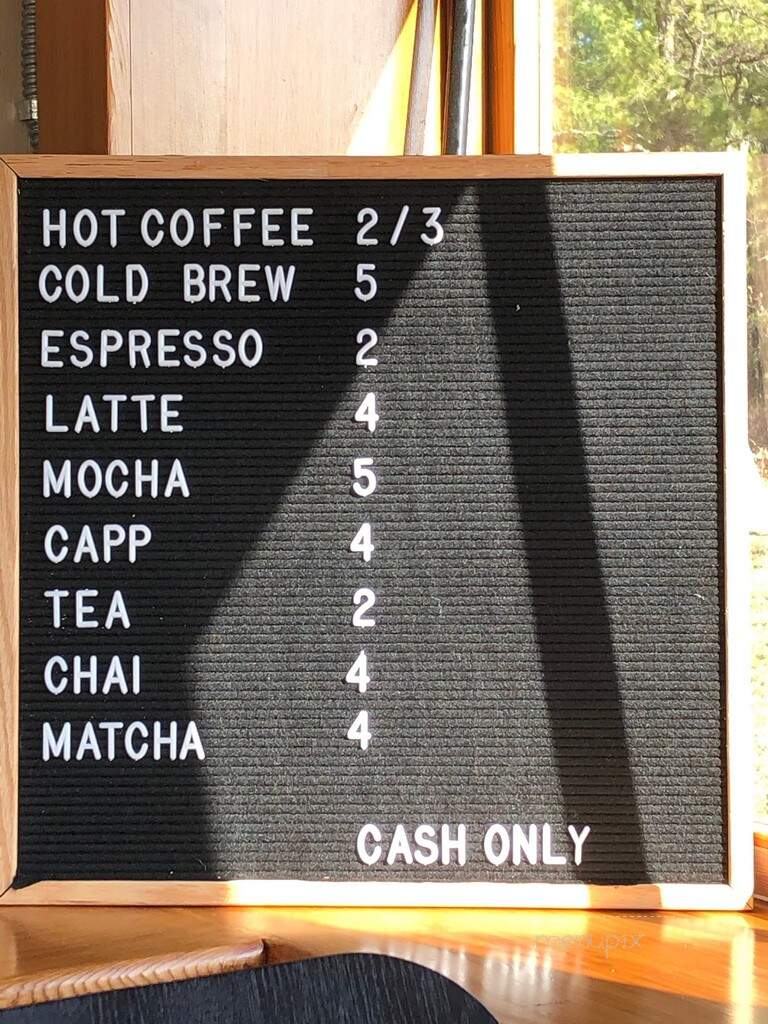 HOT COFFEE 2/3
COLD BREW 5
ESPRESSO 2
LATTE 4
MOCHA 5
CAPP 4
TEA 2
CHAI 4
MATCHA 4
CASH ONLY